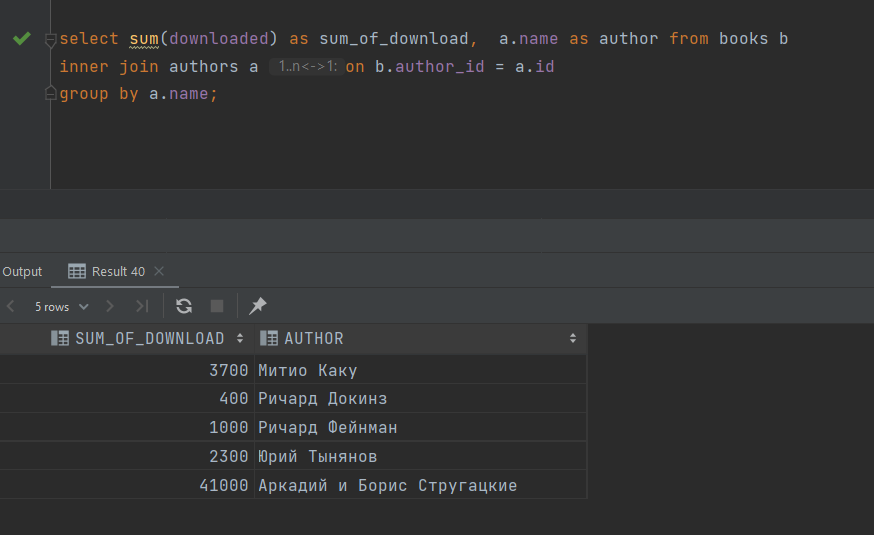 select sum(downloaded) as sum_of_download,  a.name as author from books b
inner join authors a 1..n<->1: on b.author_id = a.id
group by a.name;
Output Result 40
5 rows
SUM_OF_DOWNLOAD AUTHOR
3700 Митио Каку
400 Ричард Докинз
1000 Ричард Фейнман
2300 Юрий Тынянов
41000 Аркадий и Борис Стругацкие